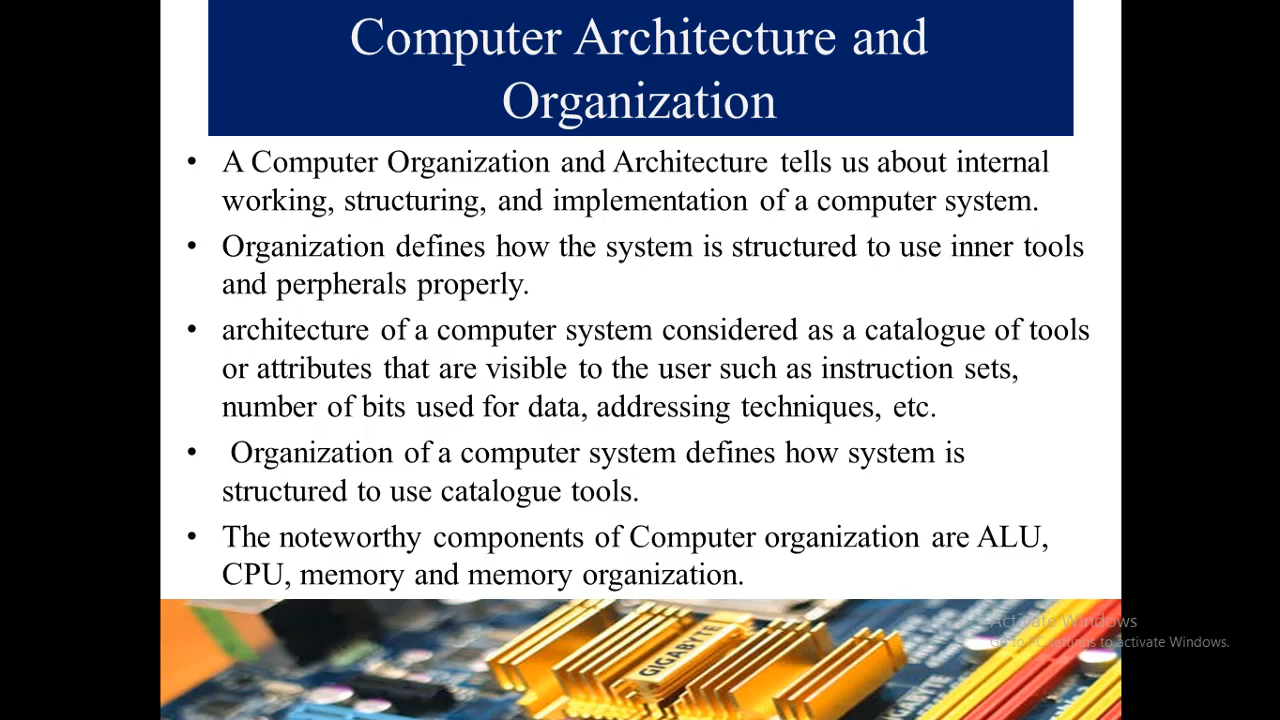 Computer Architecture and
Organization
• A Computer Organization and Architecture tells us about internal
working, structuring, and implementation of a computer system.
• Organization defines how the system is structured to use inner tools
and perpherals properly.
• architecture of a computer system considered as a catalogue of tools
or attributes that are visible to the user such as instruction sets,
number of bits used for data, addressing techniques, etc.
• Organization of a computer system defines how system is
structured to use catalogue tools.
• The noteworthy components of Computer organization are ALU,
CPU, memory and memory organization.
Activate Windows
Go to PC settings to activate Windows.
GIGABYTE
GIGABYTE